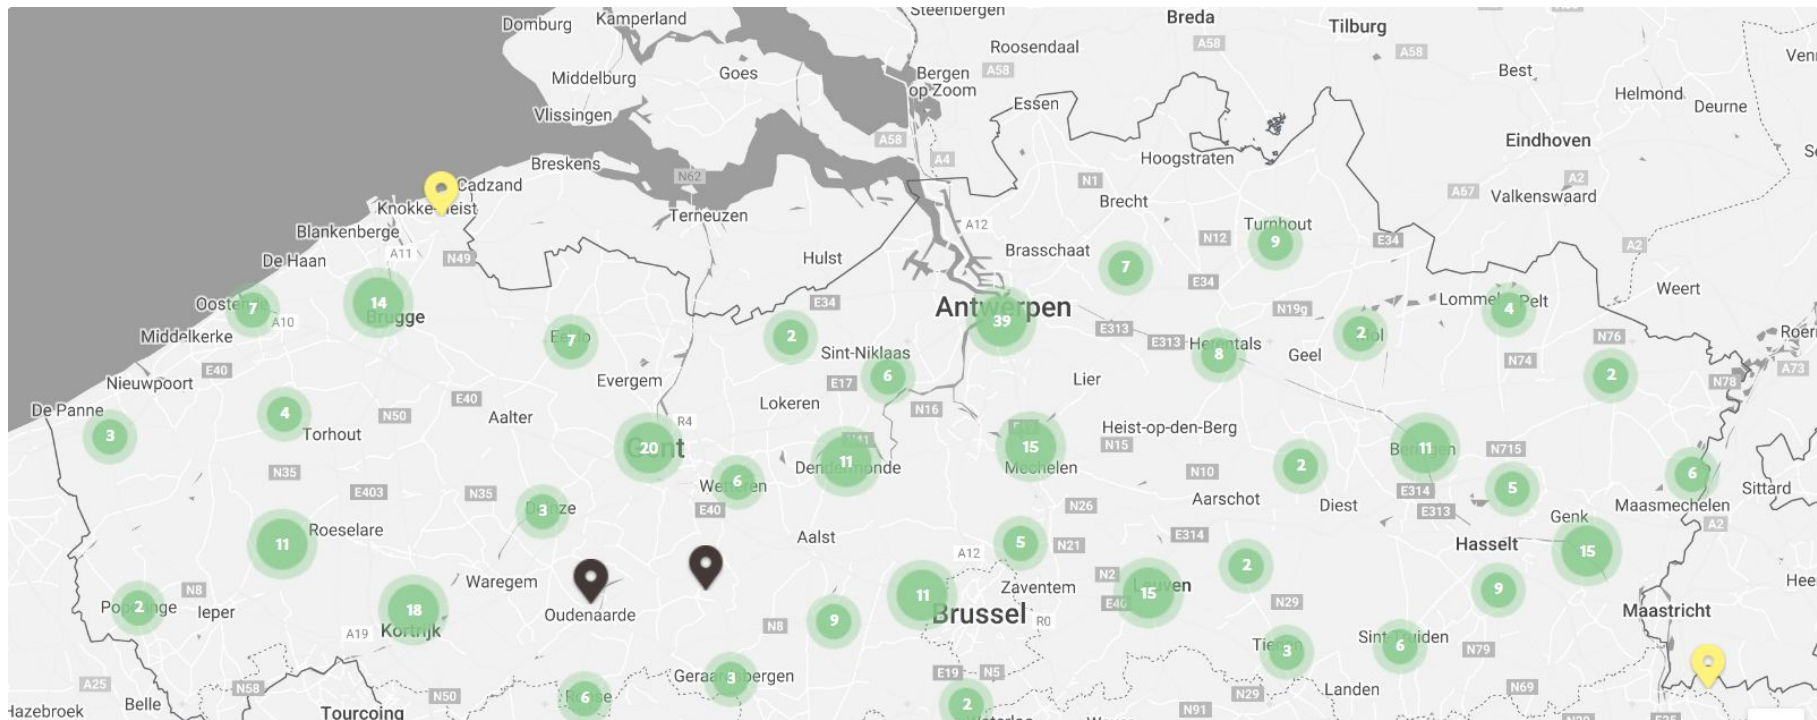 Domburg
Kamperland
Steenbergen
Breda
Tilburg
A58
Roosendaal
A58
Middelburg
Goes
Bergen
op Zoom
A58
Best
Helmond
Deurne
Vlissingen
Essen
A58
Eindhoven
Breskens
A4
Hoogstraten
N62
Cadzand
N1
A67
A2
Valkenswaard
Brecht
Terneuzen
Blankenberge
A12
Turnhout
9
N12
E34
A2
A11
N49
De Haan
Hulst
Brasschaat
7
E34
Weert
Oostende
7
14
Brugge
A10
E34
Antwerpen
39
N19g
Lommel
4
Pelt
Middelkerke
7
2
E313
E313
Herentals
8
2
N76
Sint-Niklaas
Geel
N74
A73
E40
Nieuwpoort
Evergem
6
E17
Lier
2
N78
De Panne
4
E40
N50
Aalter
Lokeren
N16
R4
3
Torhout
20
Heist-op-den-Berg
N15
15
Mechelen
11
Dendermonde
11
N715
N35
6
2
N10
5
6
Sittard
E403
N35
3
E40
N26
Aarschot
Diest
E314
E313
Maasmechelen
Roeselare
11
Aalst
5
N21
E314
Genk
A2
A12
Hasselt
15
Waregem
Zaventem
N2
Leuven
15
2
9
N8
2
Ieper
18
Kortrijk
Oudenaarde
11
Brussel
R0
N29
Maastricht
A19
N8
9
3
Sint-Truiden
6
N79
A25
N58
N50
3
E19
N5
N29
Landen
N69
Belle
6
2
N91
Tourcoing